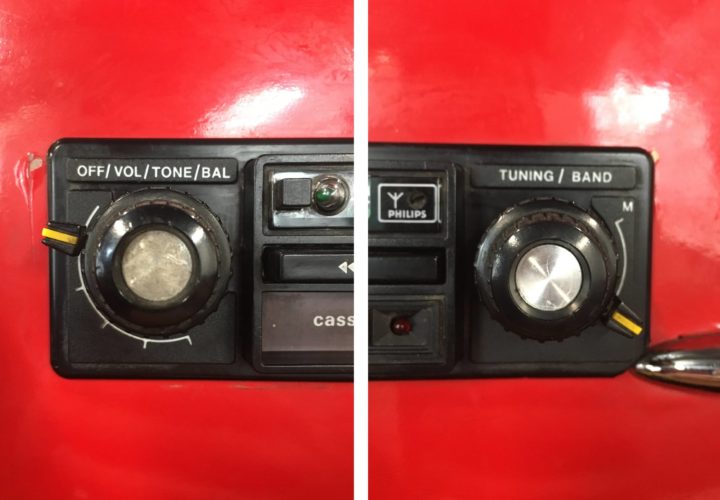 OFF/VOL/TONE/BAL
cass
TUNING/ BAND
M
PHILIPS